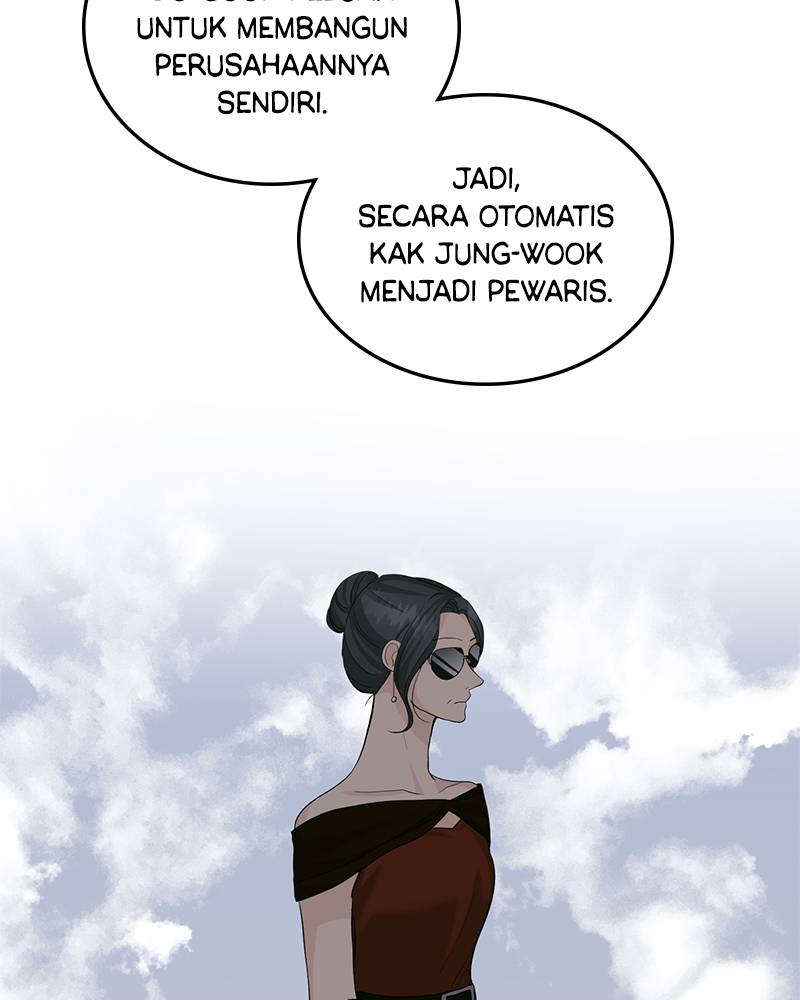 UNTUK MEMBANGUN
PERUSAHAANNYA
SENDIRI.
JADI,
SECARA OTOMATIS
KAK JUNG-WOOK
MENJADI PEWARIS.